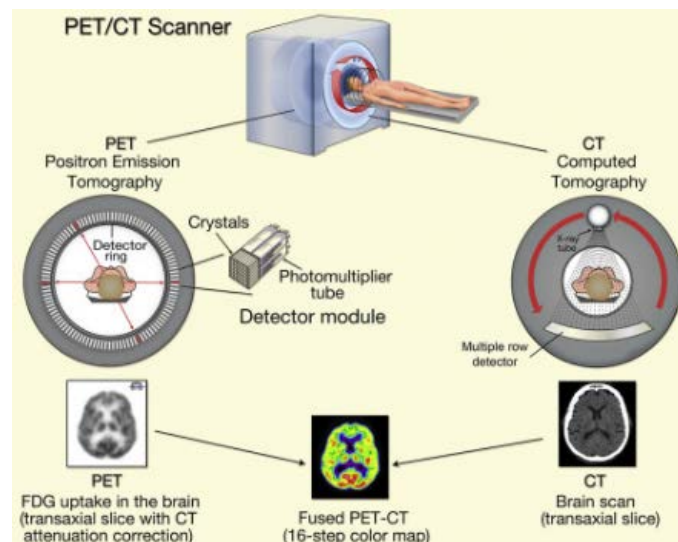 PET/CT Scanner
PET
Positron Emission
Tomography
CT
Computed
Tomography
Detector
ring
Crystals
Photomultiplier
tube
Detector module
X-ray
tube
Multiple row
detector
PET
FDG uptake in the brain
(transaxial slice with CT
attenuation correction)
Fused PET-CT
(16-step color map)
CT
Brain scan
(transaxial slice)